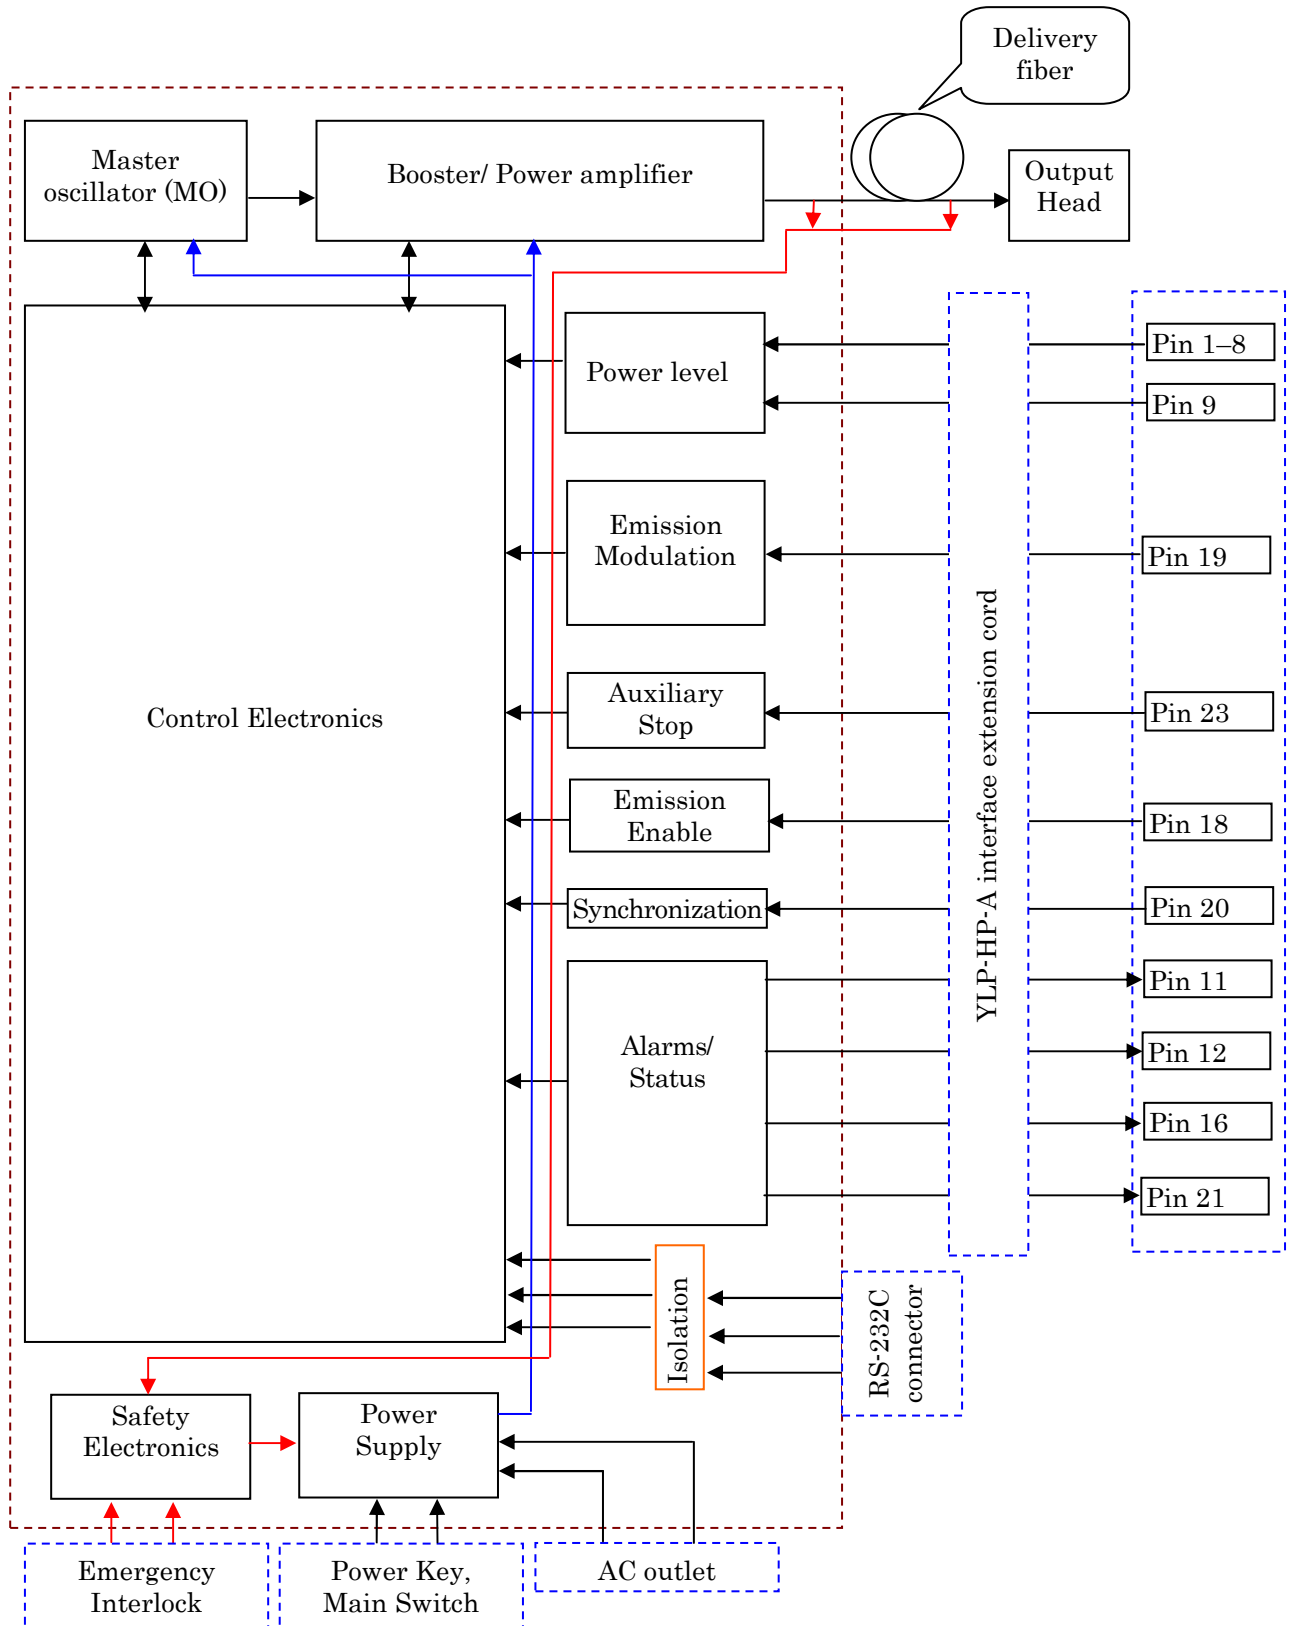 Delivery
fiber
Master
oscillator (MO)
Booster/ Power amplifier
Output
Head
Power level
Pin 1–8
Pin 9
Emission
Modulation
Pin 19
Control Electronics
Auxiliary
Stop
Pin 23
Emission
Enable
Pin 18
Synchronization
Pin 20
YLP-HP-A interface extension cord
Alarms/
Status
Pin 11
Pin 12
Pin 16
Pin 21
Isolation
RS-232C
connector
Safety
Electronics
Power
Supply
Emergency
Interlock
Power Key,
Main Switch
AC outlet